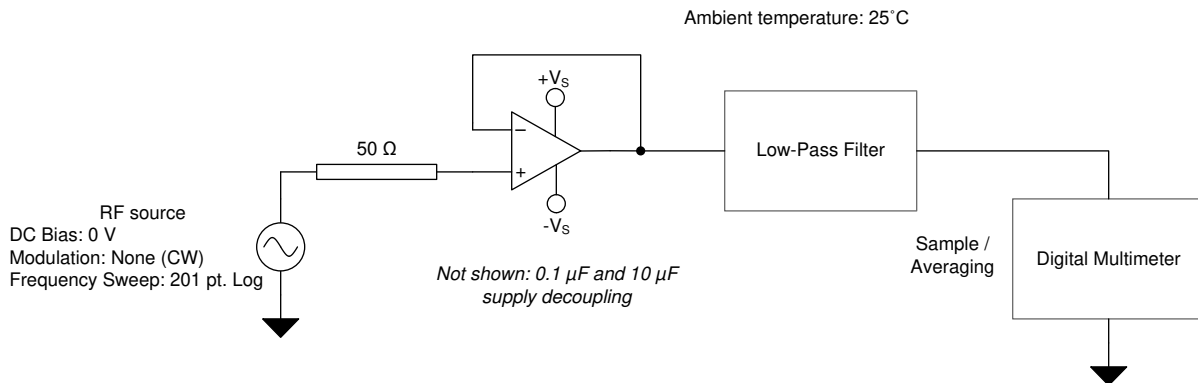 Ambient temperature: 25˚C
+VS
−
50 Ω
+
Low-Pass Filter
-VS
RF source
DC Bias: 0 V
Modulation: None (CW)
Frequency Sweep: 201 pt. Log
Not shown: 0.1 µF and 10 µF
supply decoupling
Sample /
Averaging
Digital Multimeter